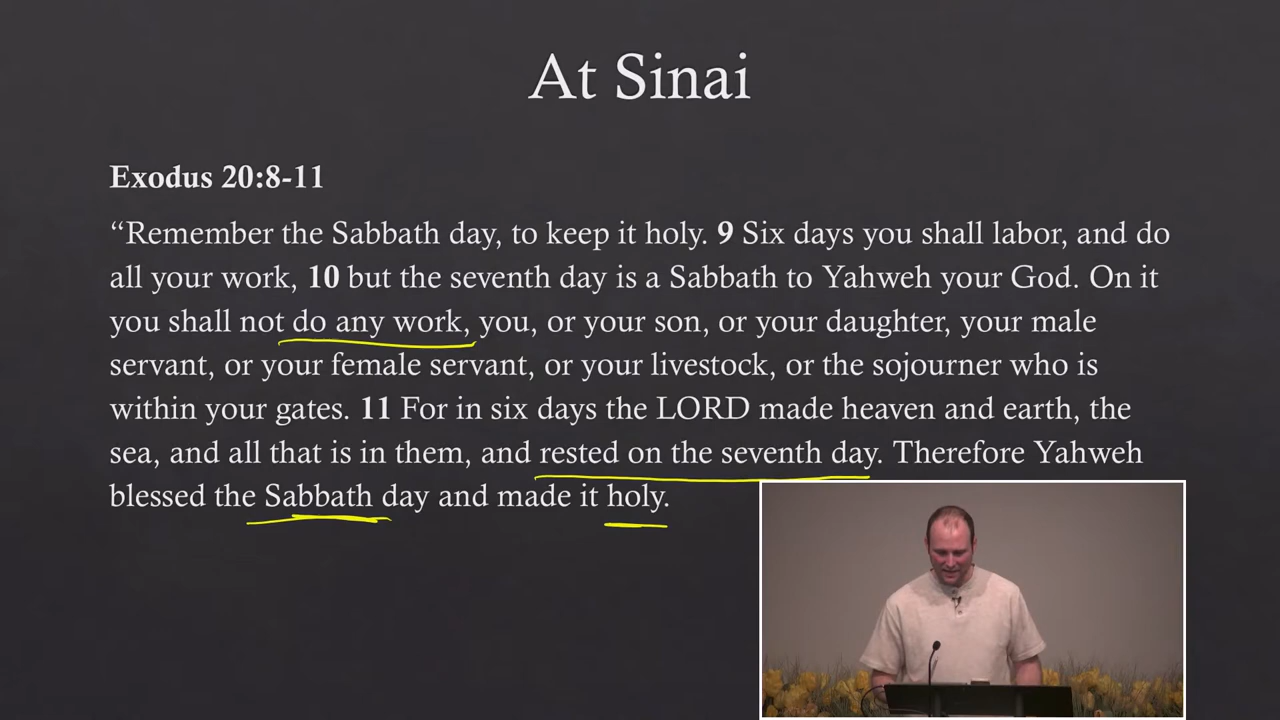 At Sinai
Exodus 20:8-11
“Remember the Sabbath day, to keep it holy. 9 Six days you shall labor, and do
all your work, 10 but the seventh day is a Sabbath to Yahweh your God. On it
you shall not do any work, you, or your son, or your daughter, your male
servant, or your female servant, or your livestock, or the sojourner who is
within your gates. 11 For in six days the LORD made heaven and earth, the
sea, and all that is in them, and rested on the seventh day. Therefore Yahweh
blessed the Sabbath day and made it holy.